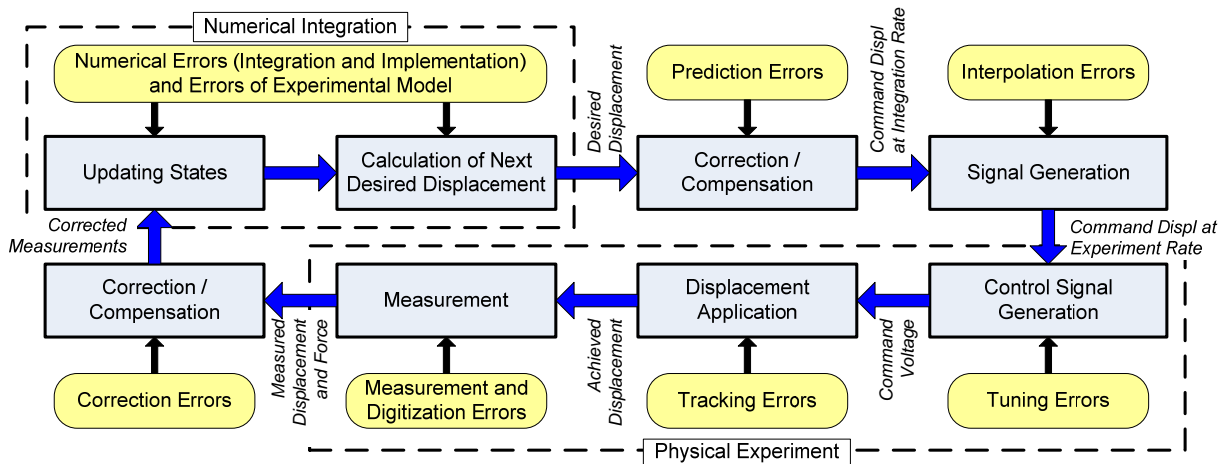 Numerical Integration
Numerical Errors (Integration and Implementation)
and Errors of Experimental Model
Updating States
Calculation of Next
Desired Displacement
Desired
Displacement
Prediction Errors
Correction /
Compensation
Command Displ
at Integration Rate
Interpolation Errors
Signal Generation
Command Displ at
Experiment Rate
Control Signal
Generation
Tuning Errors
Command
Voltage
Displacement
Application
Tracking Errors
Achieved
Displacement
Measurement
Measurement and
Digitization Errors
Measured
Displacement
and Force
Correction /
Compensation
Correction Errors
Corrected
Measurements
Physical Experiment